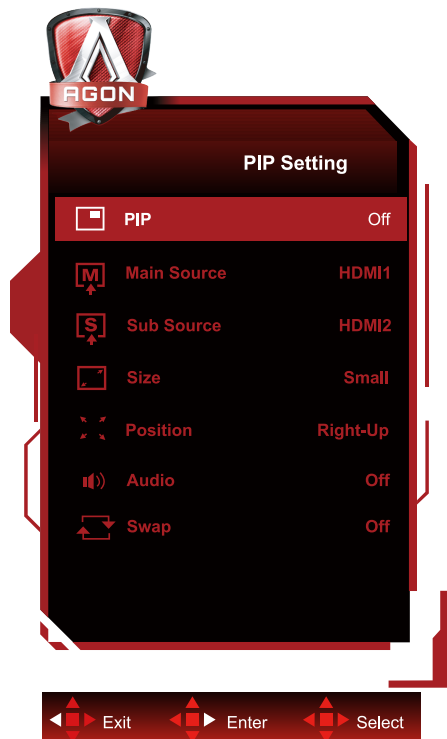 AGON
PIP Setting
PIP Off
M Main Source HDMI1
S Sub Source HDMI2
Size Small
Position Right-Up
Audio Off
Swap Off
Exit Enter Select